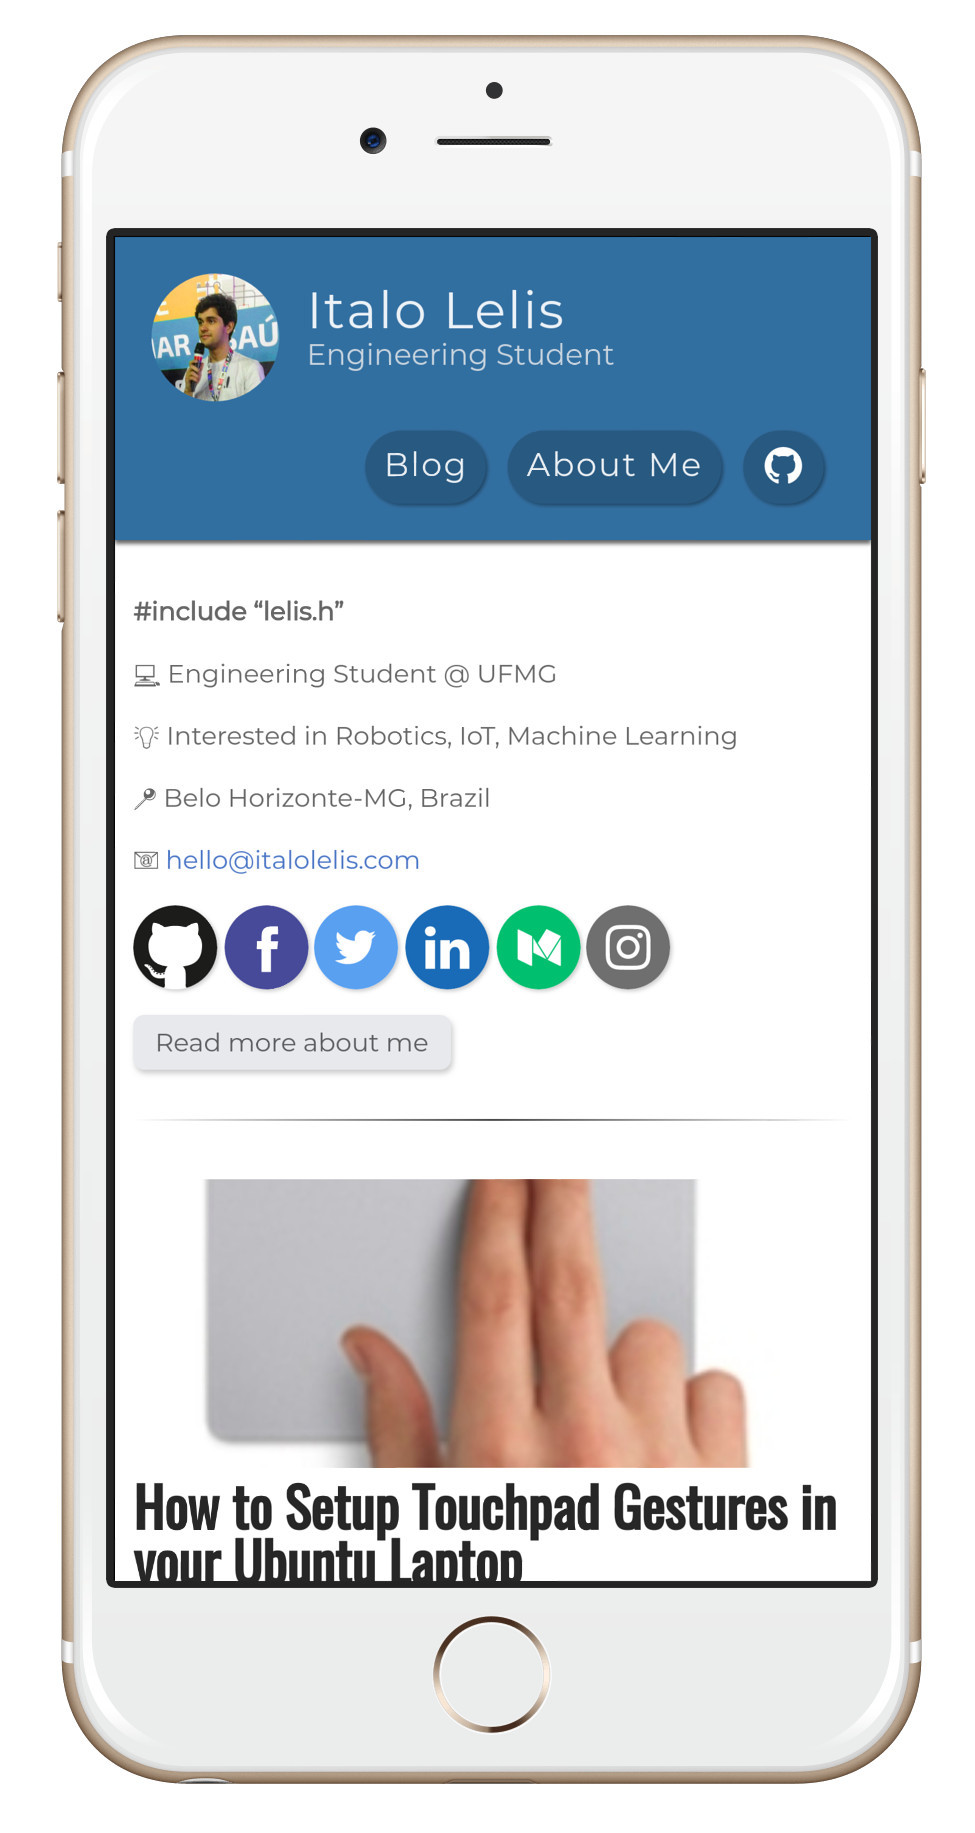 Italo Lelis
Engineering Student
Blog
About Me
#include “lelis.h”
Engineering Student @ UFMG
Interested in Robotics, IoT, Machine Learning
Belo Horizonte-MG, Brazil
hello@italolelis.com
Read more about me
How to Setup Touchpad Gestures in
your Ubuntu Laptop